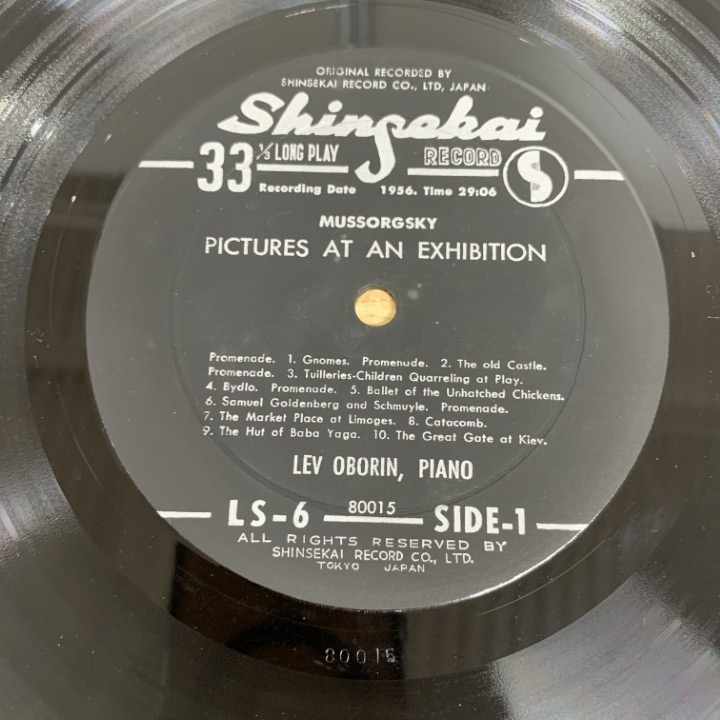 ORIGINAL RECORDED BY
SHINSEKAI RECORD CO., LTD, JAPAN
Shinsekai
33 1/3 LONG PLAY RECORD S
Recording Date 1956. Time 29:06
MUSSORGSKY
PICTURES AT AN EXHIBITION
Promenade. 1. Gnomes. Promenude. 2. The old Castle.
Promenade. 3. Tuilleries-Children Quarreling at Play.
4. Bydlo. Promenade. 5. Ballet of the Unhatched Chickens.
6. Samuel Goldenberg and Schmuyle. Promenade.
7. The Market Place at Limoges. 8. Catacomb.
9. The Hut of Baba Yaga. 10. The Great Gate at Kiev.
LEV OBORIN, PIANO
LS-6 80015 SIDE-1
ALL RIGHTS RESERVED BY
SHINSEKAI RECORD CO., LTD.
TOKYO JAPAN
80015